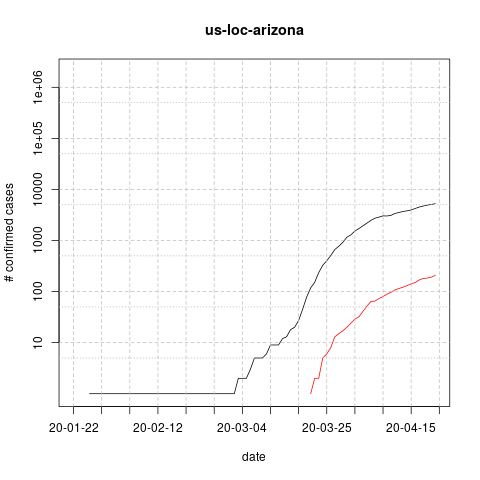 us-loc-arizona
# confirmed cases
1e+06
1e+05
10000
1000
100
10
20-01-22
20-02-12
20-03-04
20-03-25
20-04-15
date